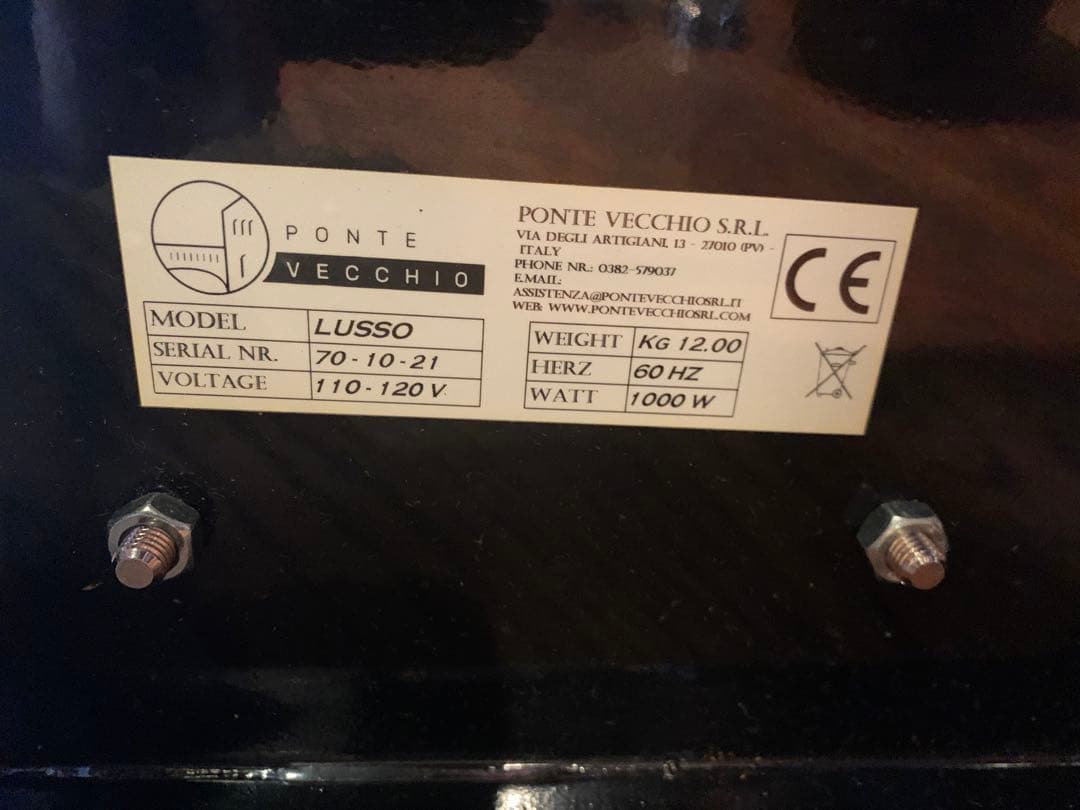 PONTE
VECCHIO
MODEL LUSSO
SERIAL NR. 70-10-21
VOLTAGE 110-120 V
PONTE VECCHIO S.R.L.
VIA DEGLI ARTIGIANI, 13 - 27010 (PV) -
ITALY
PHONE NR.: 0382-579037
E.MAIL:
ASSISTENZA@PONTEVECCHIOSRL.IT
WEB: WWW.PONTEVECCHIOSRL.COM
WEIGHT KG 12.00
HERZ 60 HZ
WATT 1000 W
CE